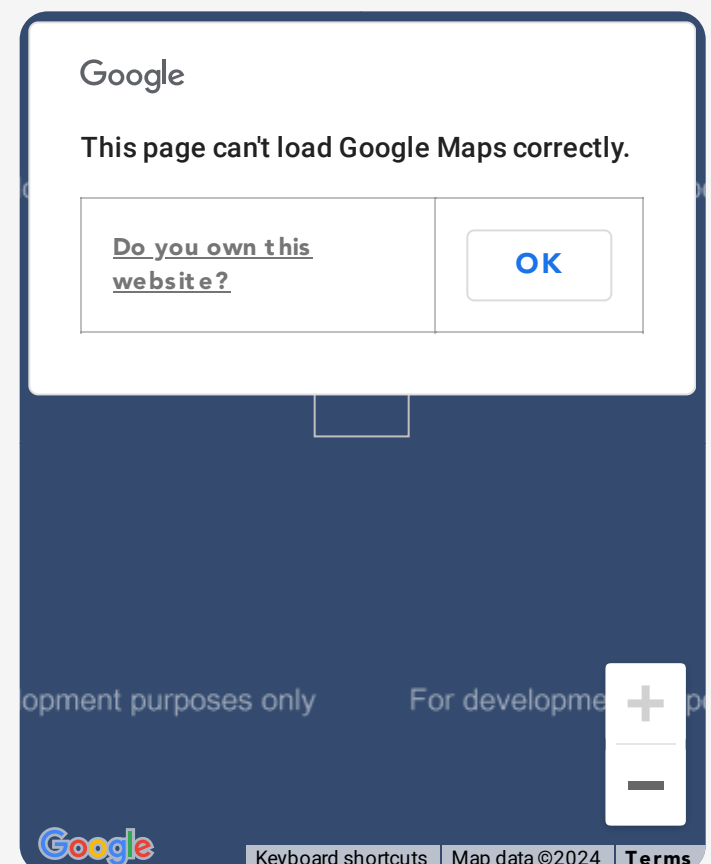 Google
This page can't load Google Maps correctly.
Do you own this
website?
OK
opment purposes only
For developme
Google
Keyboard shortcuts
Map data ©2024
Terms